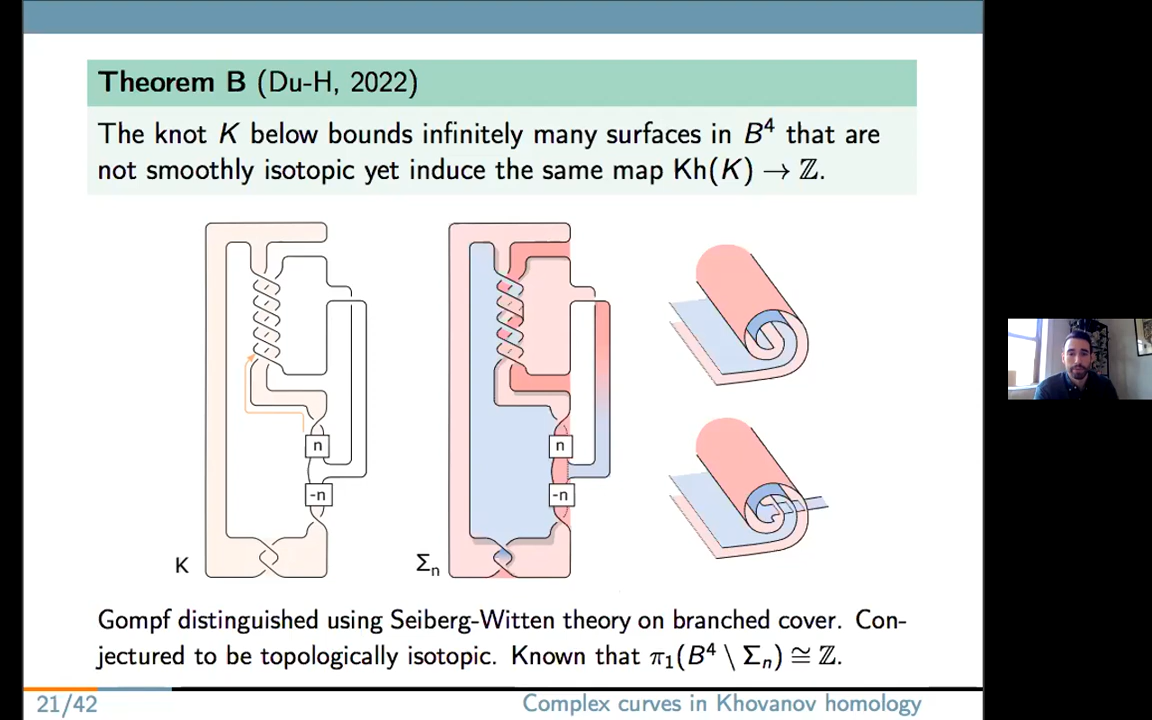 Theorem B (Du-H, 2022)
The knot K below bounds infinitely many surfaces in B⁴ that are
not smoothly isotopic yet induce the same map Kh(K) → ℤ.
n
-n
K
n
-n
Σₙ
Gompf distinguished using Seiberg-Witten theory on branched cover. Con-
jectured to be topologically isotopic. Known that π₁(B⁴ \ Σₙ) ≅ ℤ.
21/42
Complex curves in Khovanov homology